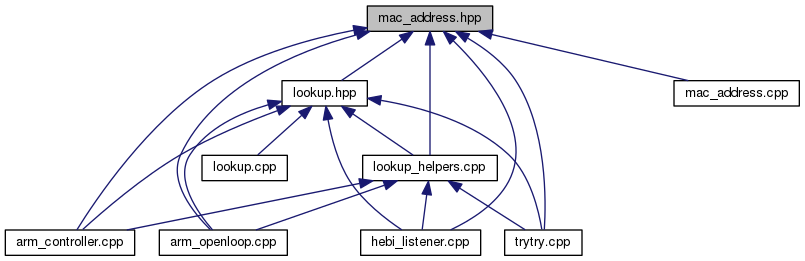 mac_address.hpp
lookup.hpp
mac_address.cpp
lookup.cpp
lookup_helpers.cpp
arm_controller.cpp
arm_openloop.cpp
hebi_listener.cpp
trytry.cpp